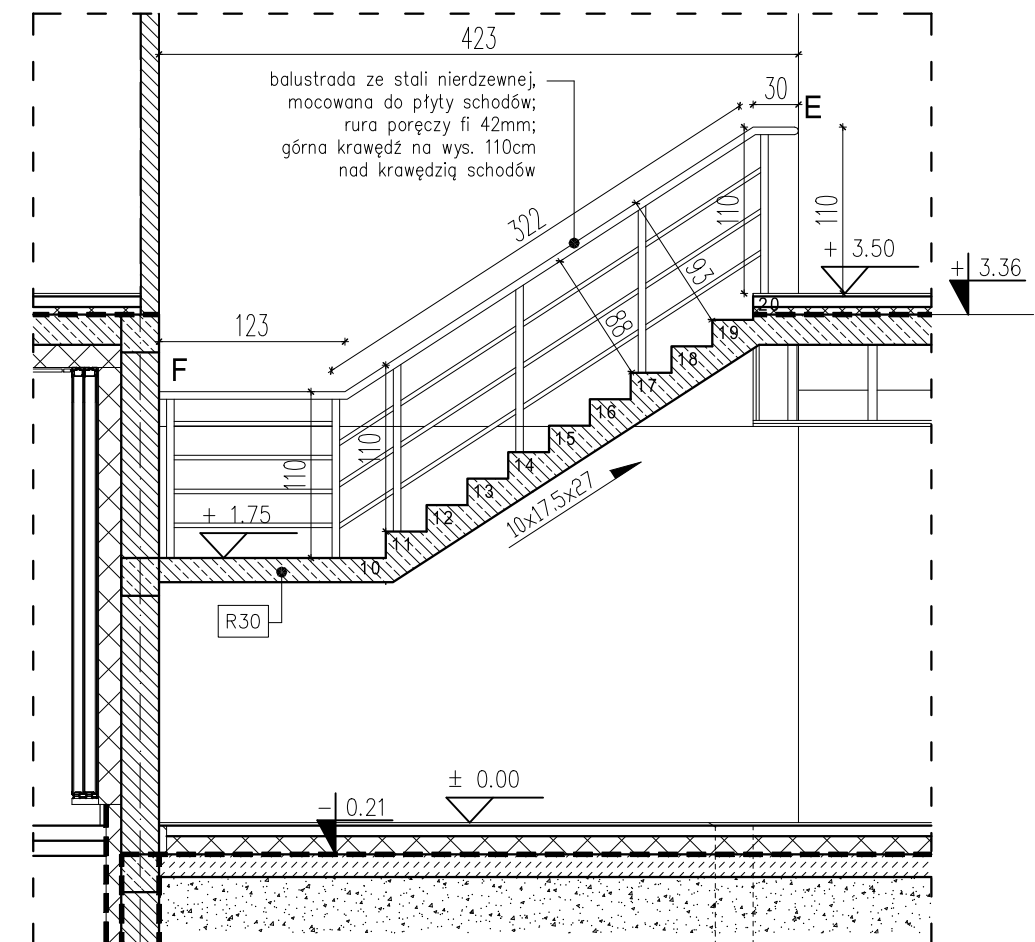 423
balustrada ze stali nierdzewnej,
mocowana do płyty schodów;
rura poręczy fi 42mm;
górna krawędź na wys. 110cm
nad krawędzią schodów
30
E
110
110
322
+ 3.50
+ 3.36
93
88
20
19
18
17
16
15
14
13
12
11
10
123
F
110
110
+ 1.75
10x17.5x27
R30
± 0.00
- 0.21